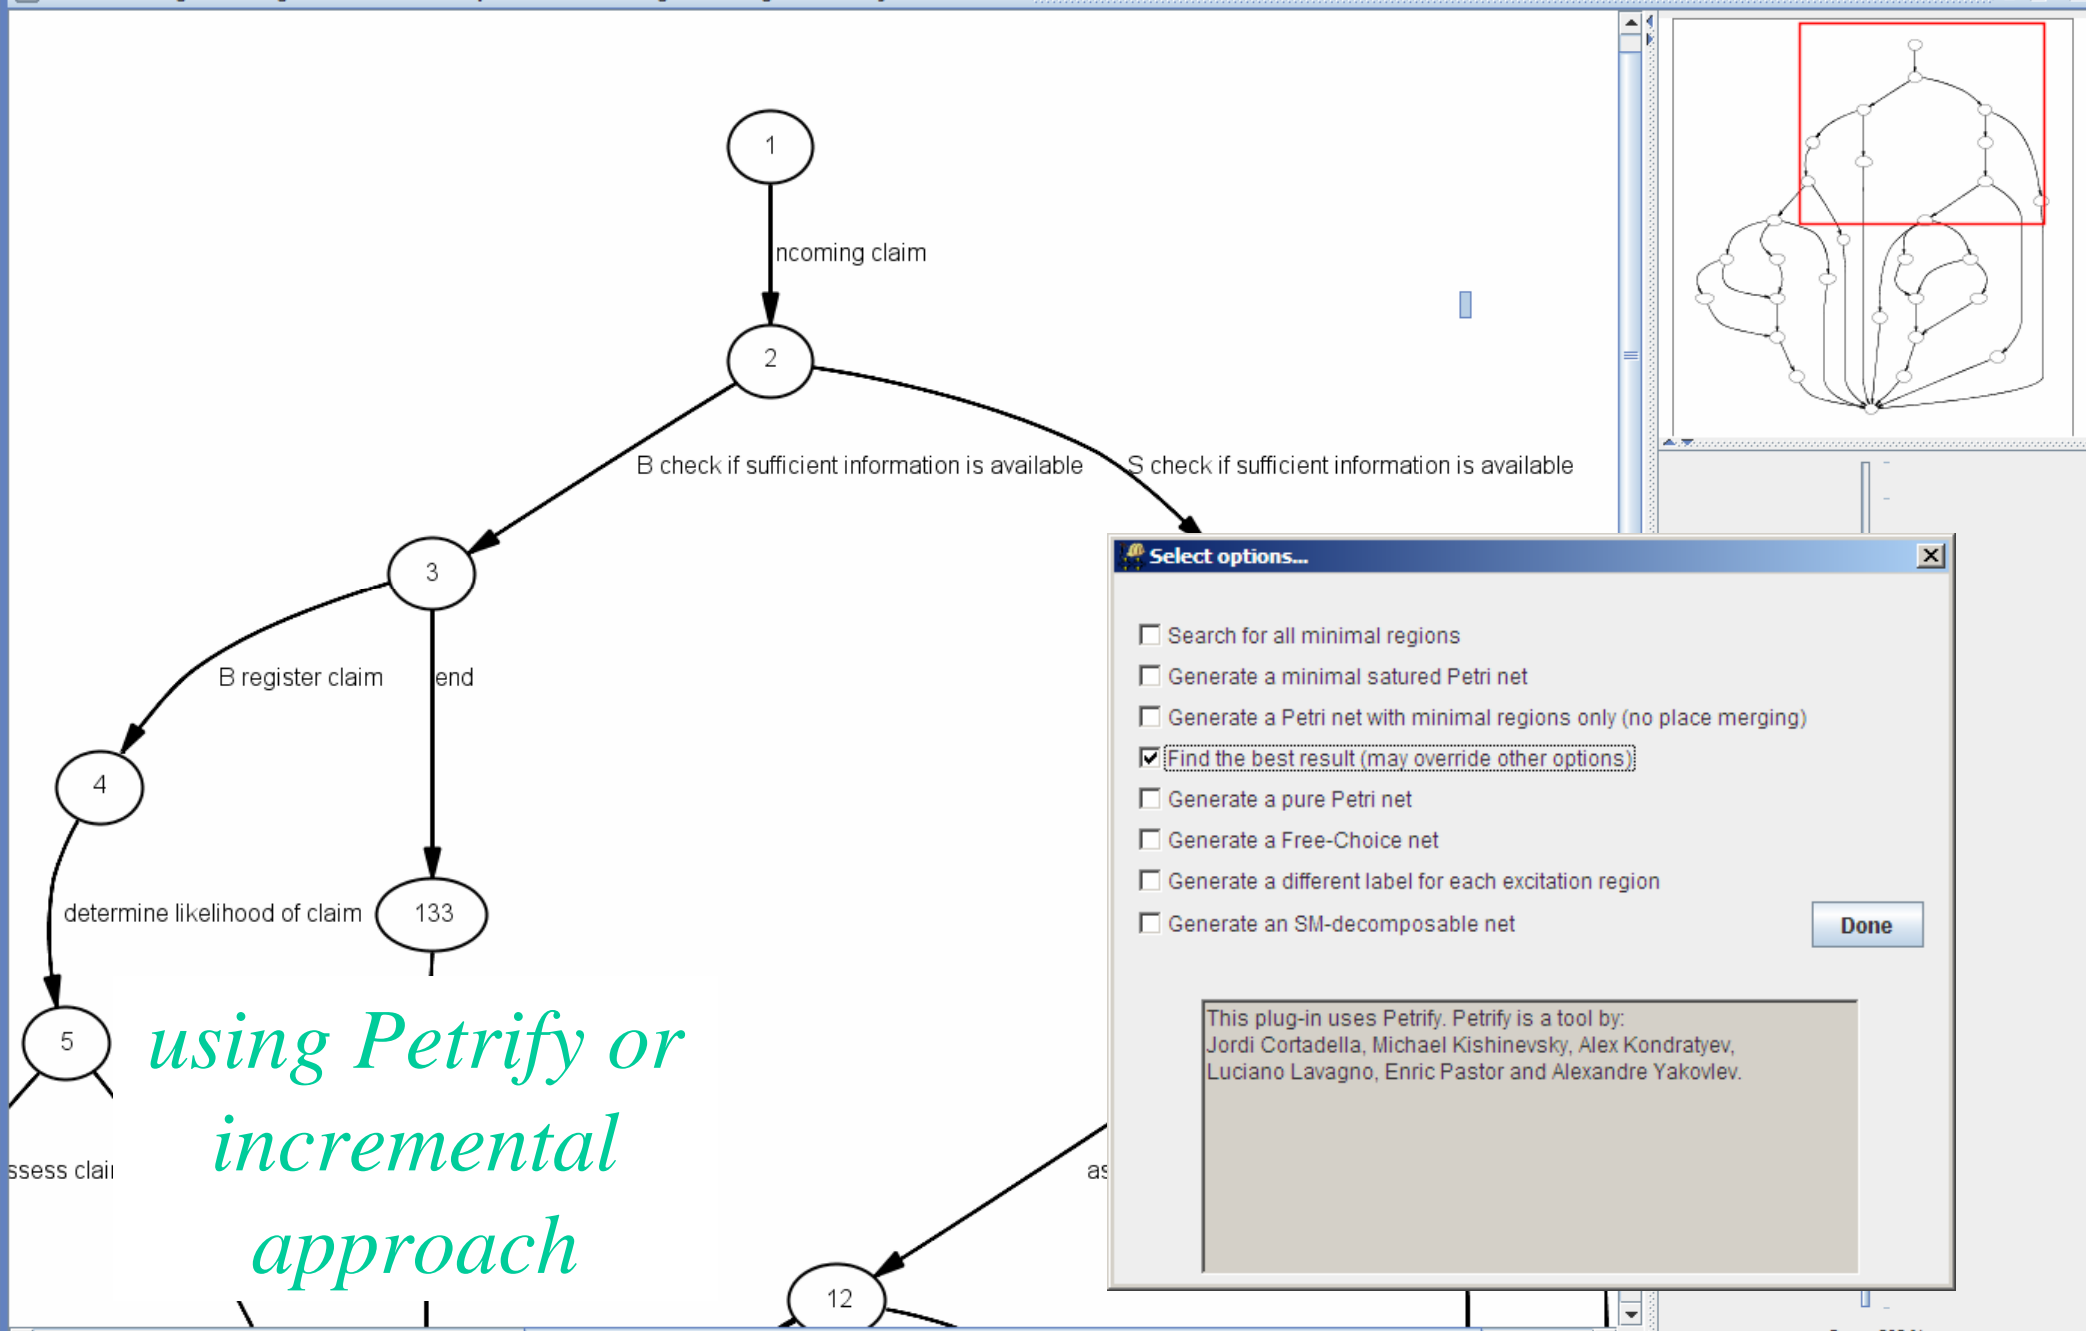 1
ncoming claim
2
B check if sufficient information is available
S check if sufficient information is available
3
B register claim
end
4
determine likelihood of claim
133
5
using Petrify or
incremental
approach
12
Select options...
Search for all minimal regions
Generate a minimal satured Petri net
Generate a Petri net with minimal regions only (no place merging)
Find the best result (may override other options)
Generate a pure Petri net
Generate a Free-Choice net
Generate a different label for each excitation region
Generate an SM-decomposable net
Done
This plug-in uses Petrify. Petrify is a tool by:
Jordi Cortadella, Michael Kishinevsky, Alex Kondratyev,
Luciano Lavagno, Enric Pastor and Alexandre Yakovlev.